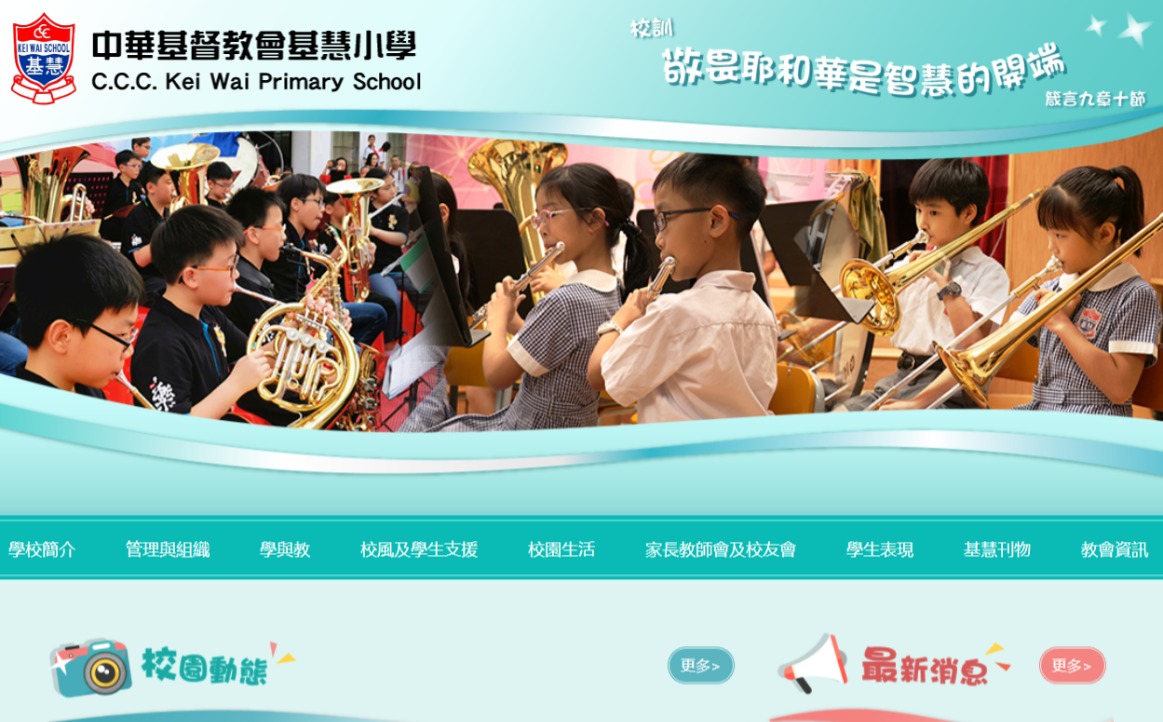 KEI WAI SCHOOL
基慧
中華基督教會基慧小學
C.C.C. Kei Wai Primary School
校訓
敬畏耶和華是智慧的開端
箴言九章十節
樂
學校簡介
管理與組織
學與教
校風及學生支援
校園生活
家長教師會及校友會
學生表現
基慧刊物
教會資訊
校園動態
更多>
最新消息
更多>